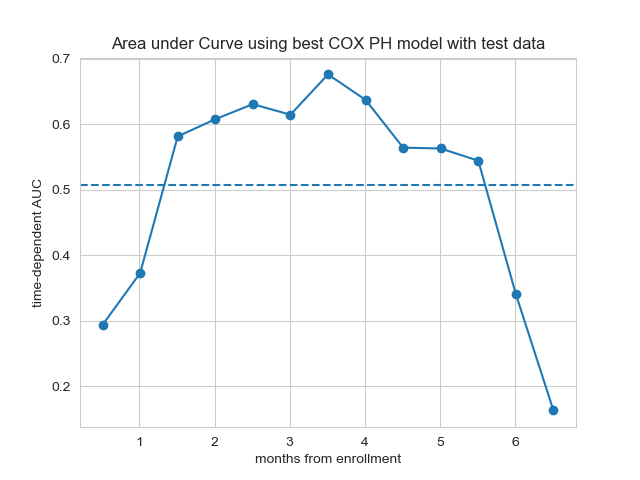 Area under Curve using best COX PH model with test data
0.7
0.6
0.5
0.4
0.3
0.2
time-dependent AUC
1 2 3 4 5 6
months from enrollment